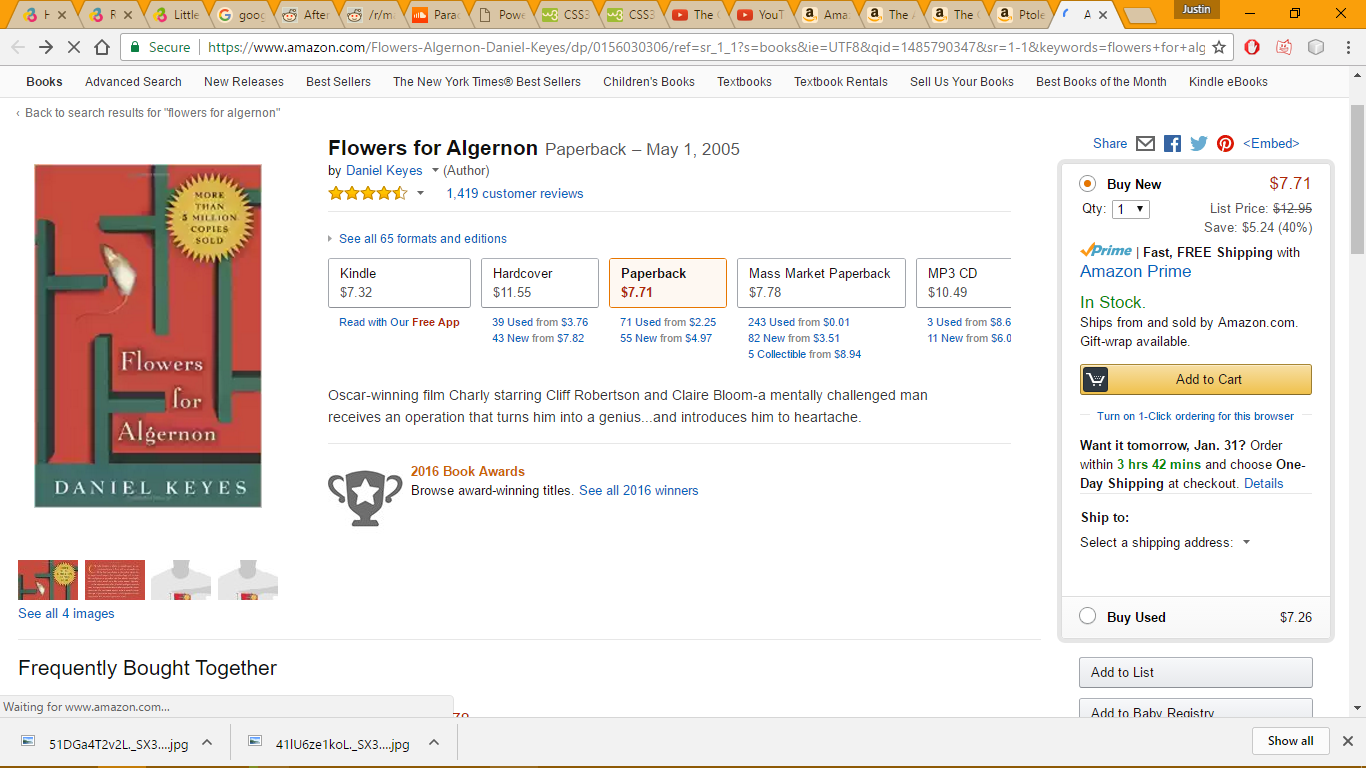 Justin
Little
goog
After
/r/m
Para
Powe
CSS3
CSS3
The
YouT
Ama
The
The
Ptole
A
Secure
https://www.amazon.com/Flowers-Algernon-Daniel-Keyes/dp/0156030306/ref=sr_1_1?s=books&ie=UTF8&qid=1485790347&sr=1-1&keywords=flowers+for+alg
Books Advanced Search New Releases Best Sellers The New York Times® Best Sellers Children's Books Textbooks Textbook Rentals Sell Us Your Books Best Books of the Month Kindle eBooks
‹ Back to search results for "flowers for algernon"
MORE
THAN
5 MILLION
COPIES
SOLD
Flowers
for
Algernon
DANIEL KEYES
See all 4 images
Flowers for Algernon Paperback – May 1, 2005
by Daniel Keyes (Author)
1,419 customer reviews
See all 65 formats and editions
Kindle
$7.32
Read with Our Free App
Hardcover
$11.55
39 Used from $3.76
43 New from $7.82
Paperback
$7.71
71 Used from $2.25
55 New from $4.97
Mass Market Paperback
$7.78
243 Used from $0.01
82 New from $3.51
5 Collectible from $8.94
MP3 CD
$10.49
3 Used from $8.6
11 New from $6.0
Oscar-winning film Charly starring Cliff Robertson and Claire Bloom-a mentally challenged man
receives an operation that turns him into a genius...and introduces him to heartache.
2016 Book Awards
Browse award-winning titles. See all 2016 winners
Share <Embed>
Buy New $7.71
Qty: 1 List Price: $12.95
Save: $5.24 (40%)
Prime | Fast, FREE Shipping with
Amazon Prime
In Stock.
Ships from and sold by Amazon.com.
Gift-wrap available.
Add to Cart
Turn on 1-Click ordering for this browser
Want it tomorrow, Jan. 31? Order
within 3 hrs 42 mins and choose One-
Day Shipping at checkout. Details
Ship to:
Select a shipping address:
Buy Used $7.26
Add to List
Add to Baby Registry
Frequently Bought Together
Waiting for www.amazon.com...
51DGa4T2v2L._SX3....jpg
41lU6ze1koL._SX3....jpg
Show all